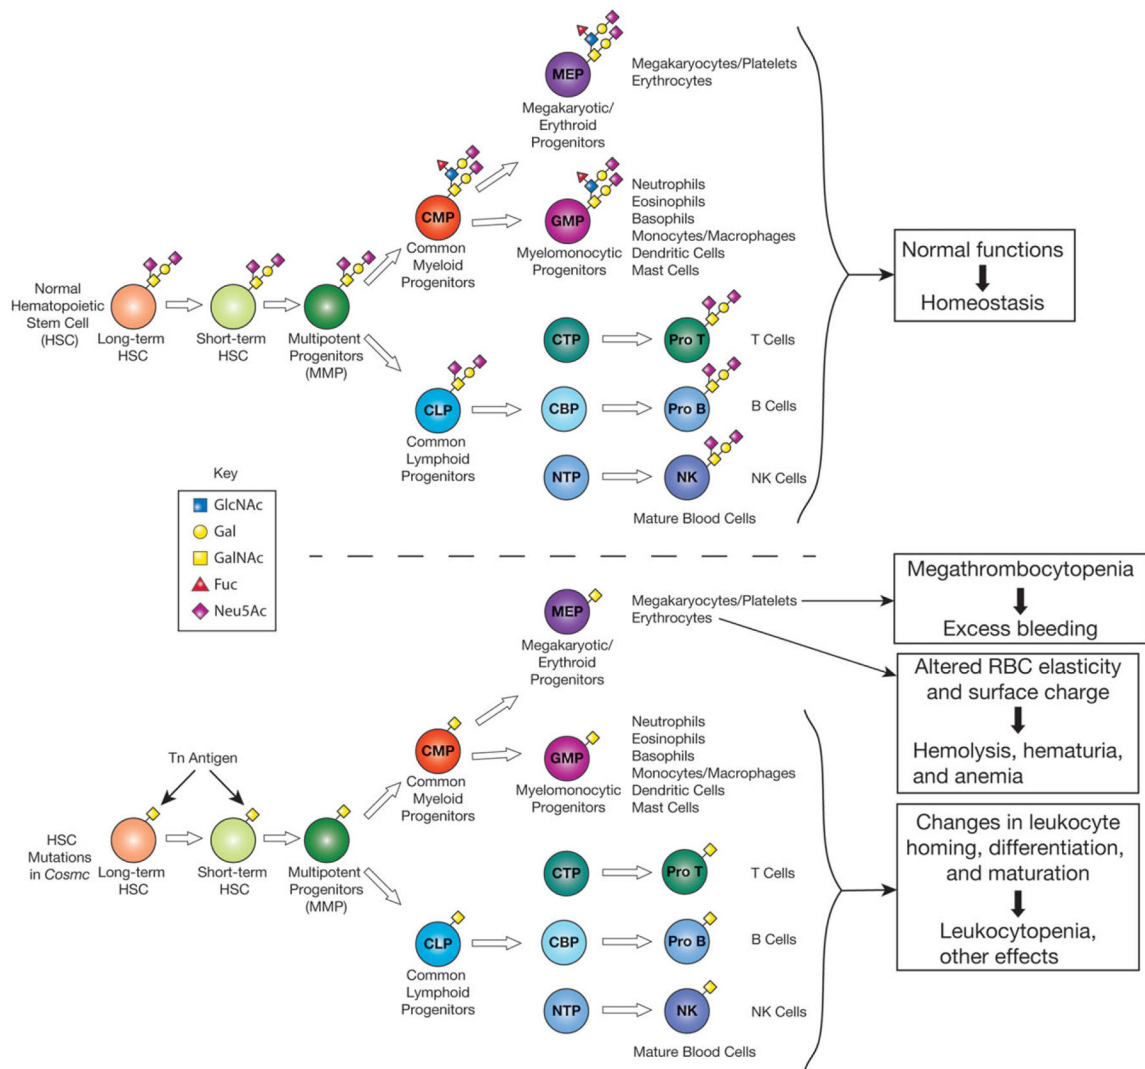 MEP
Megakaryocytes/Platelets
Erythrocytes
Megakaryotic/
Erythroid
Progenitors
CMP
Common
Myeloid
Progenitors
GMP
Myelomonocytic
Progenitors
Neutrophils
Eosinophils
Basophils
Monocytes/Macrophages
Dendritic Cells
Mast Cells
Normal functions
Homeostasis
Normal
Hematopoietic
Stem Cell
(HSC)
Long-term
HSC
Short-term
HSC
Multipotent
Progenitors
(MMP)
CTP
Pro T
T Cells
CLP
Common
Lymphoid
Progenitors
CBP
Pro B
B Cells
NTP
NK
NK Cells
Mature Blood Cells
Key
GlcNAc
Gal
GalNAc
Fuc
Neu5Ac
MEP
Megakaryocytes/Platelets
Erythrocytes
Megakaryotic/
Erythroid
Progenitors
Megathrombocytopenia
Excess bleeding
Altered RBC elasticity
and surface charge
Hemolysis, hematuria,
and anemia
CMP
Common
Myeloid
Progenitors
GMP
Myelomonocytic
Progenitors
Neutrophils
Eosinophils
Basophils
Monocytes/Macrophages
Dendritic Cells
Mast Cells
Tn Antigen
HSC
Mutations
in Cosmc
Long-term
HSC
Short-term
HSC
Multipotent
Progenitors
(MMP)
CTP
Pro T
T Cells
CLP
Common
Lymphoid
Progenitors
CBP
Pro B
B Cells
NTP
NK
NK Cells
Mature Blood Cells
Changes in leukocyte
homing, differentiation,
and maturation
Leukocytopenia,
other effects